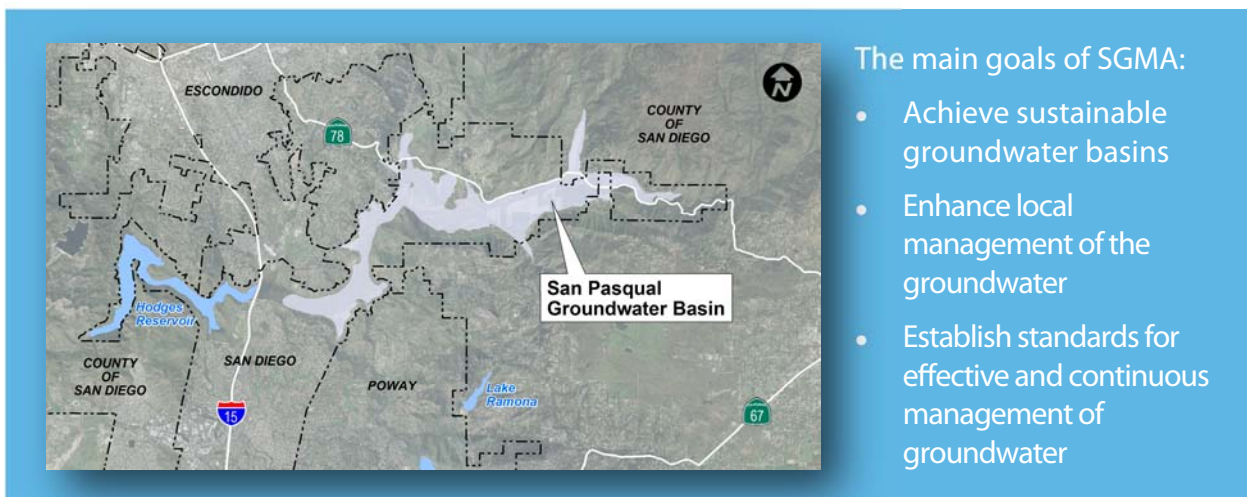 ESCONDIDO
N
78
COUNTY
OF
SAN DIEGO
San Pasqual
Groundwater Basin
Hodges
Reservoir
COUNTY
OF
SAN DIEGO
SAN DIEGO
POWAY
Lake
Ramona
15
67
The main goals of SGMA:
• Achieve sustainable
groundwater basins
• Enhance local
management of the
groundwater
• Establish standards for
effective and continuous
management of
groundwater